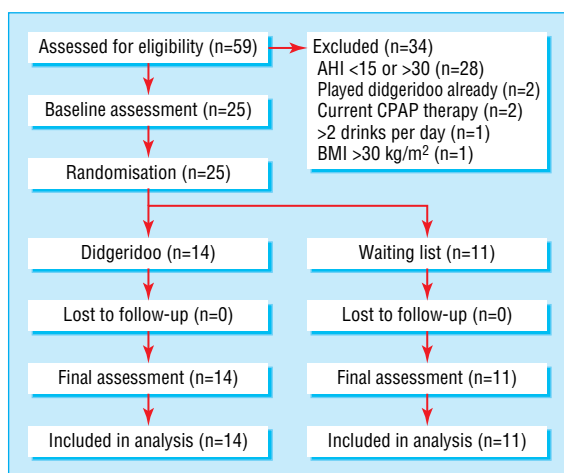 Assessed for eligibility (n=59)
Excluded (n=34)
AHI <15 or >30 (n=28)
Played didgeridoo already (n=2)
Current CPAP therapy (n=2)
>2 drinks per day (n=1)
BMI >30 kg/m² (n=1)
Baseline assessment (n=25)
Randomisation (n=25)
Didgeridoo (n=14)
Waiting list (n=11)
Lost to follow-up (n=0)
Lost to follow-up (n=0)
Final assessment (n=14)
Final assessment (n=11)
Included in analysis (n=14)
Included in analysis (n=11)